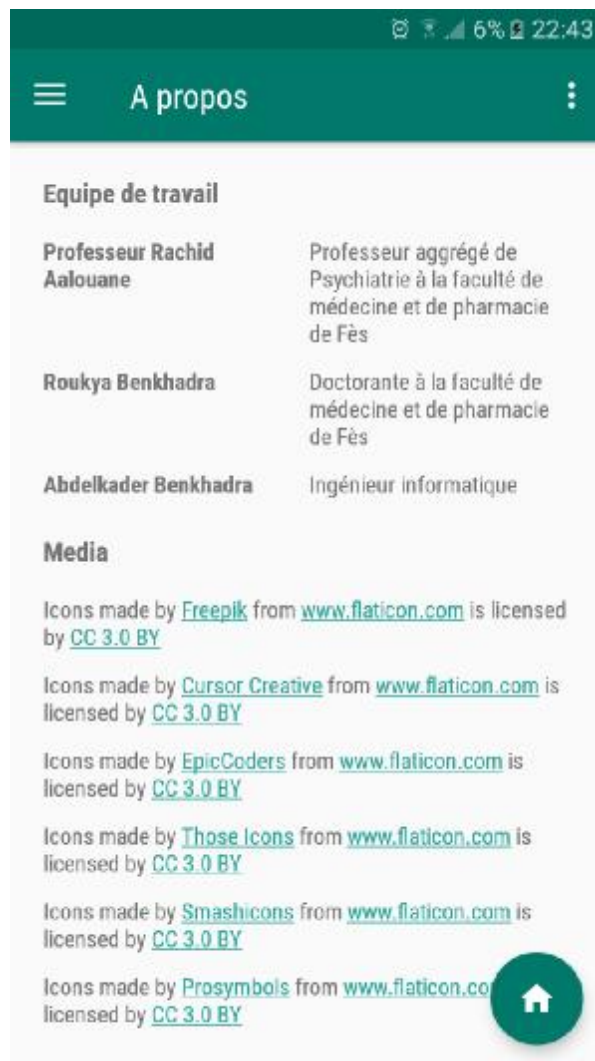 6% 22:43
A propos
Equipe de travail
Professeur Rachid Aalouane
Professeur aggrégé de Psychiatrie à la faculté de médecine et de pharmacie de Fès
Roukya Benkhadra
Doctorante à la faculté de médecine et de pharmacie de Fès
Abdelkader Benkhadra
Ingénieur informatique
Media
Icons made by Freepik from www.flaticon.com is licensed
by CC 3.0 BY
Icons made by Cursor Creative from www.flaticon.com is
licensed by CC 3.0 BY
Icons made by EpicCoders from www.flaticon.com is
licensed by CC 3.0 BY
Icons made by Those Icons from www.flaticon.com is
licensed by CC 3.0 BY
Icons made by Smashicons from www.flaticon.com is
licensed by CC 3.0 BY
Icons made by Prosymbols from www.flaticon.co
licensed by CC 3.0 BY